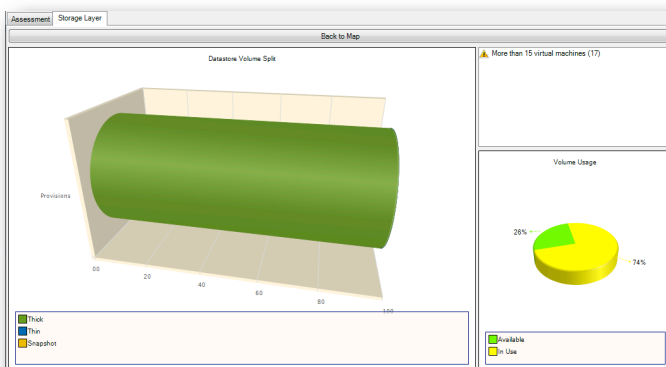 Assessment
Storage Layer
Back to Map
Datastore Volume Split
Provisions
00
20
40
60
80
100
Thick
Thin
Snapshot
More than 15 virtual machines (17)
Volume Usage
26%
74%
Available
In Use